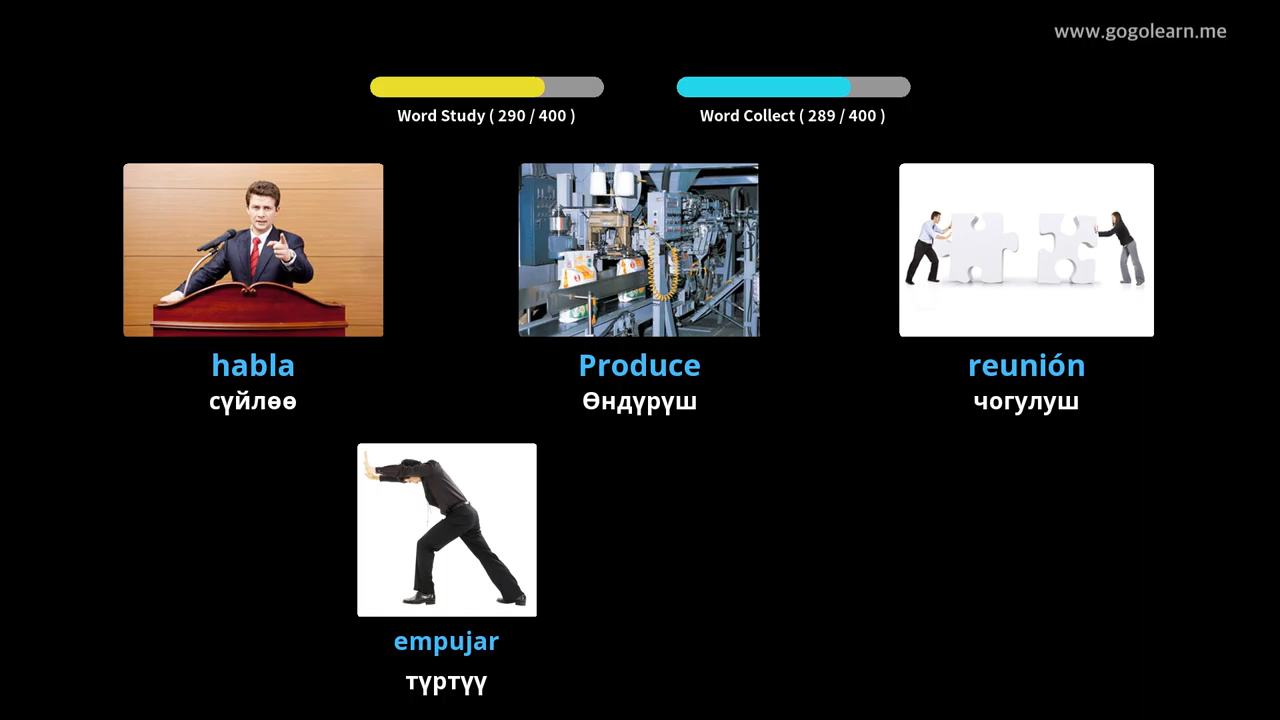 www.gogolearn.me
Word Study ( 290 / 400 )
Word Collect ( 289 / 400 )
habla
сүйлөө
Produce
Өндүрүш
reunión
чогулуш
empujar
түртүү